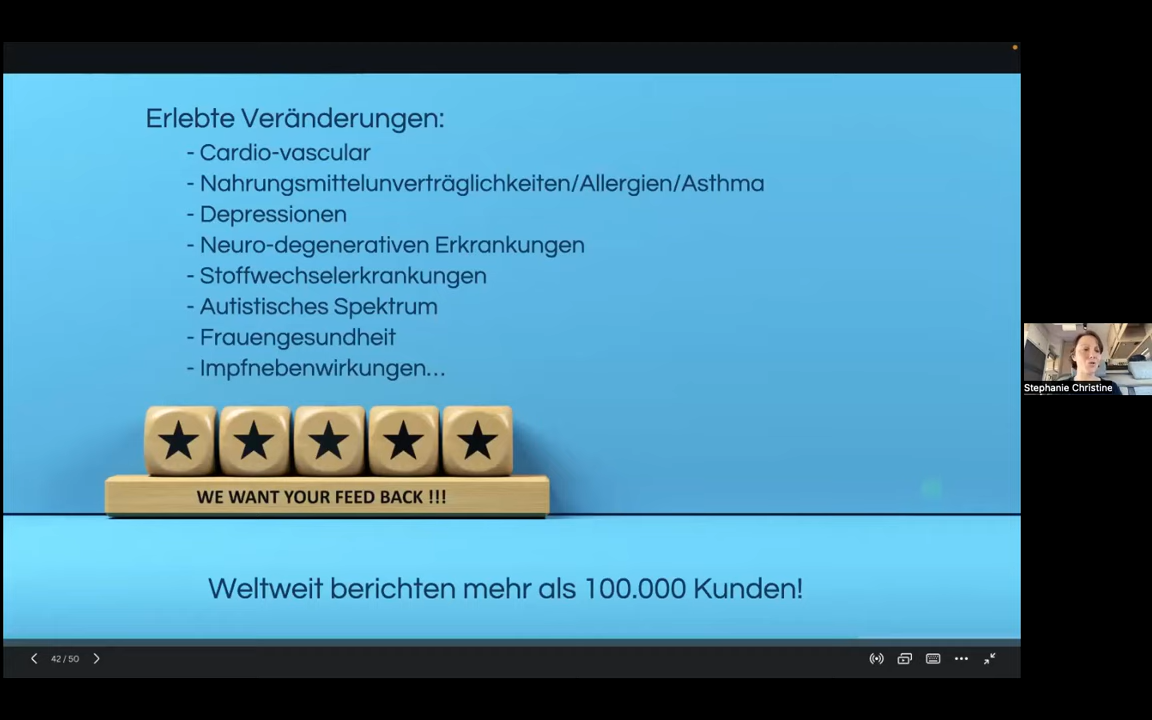 Erlebte Veränderungen:
- Cardio-vascular
- Nahrungsmittelunverträglichkeiten/Allergien/Asthma
- Depressionen
- Neuro-degenerativen Erkrankungen
- Stoffwechselerkrankungen
- Autistisches Spektrum
- Frauengesundheit
- Impfnebenwirkungen...
WE WANT YOUR FEED BACK !!!
Weltweit berichten mehr als 100.000 Kunden!
Stephanie Christine
42 / 50